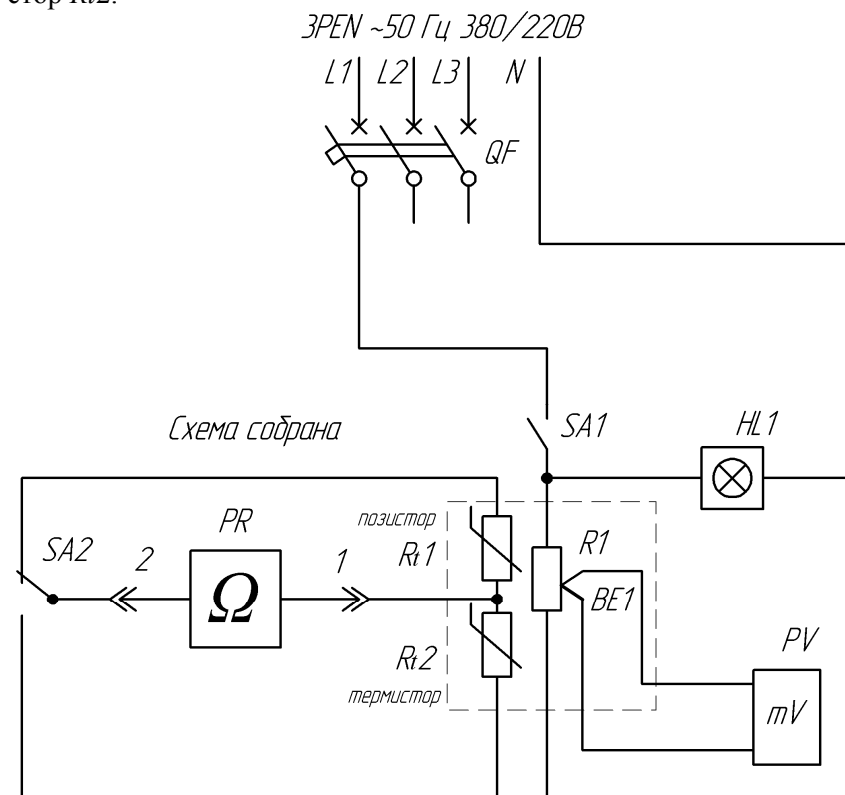 стор Rt2.
3PEN ~50 Гц 380/220В
L1 L2 L3 N
QF
Схема собрана
SA1
HL1
позистор
Rt1
R1
PR
SA2
2
1
Ω
BE1
Rt2
термистор
PV
mV